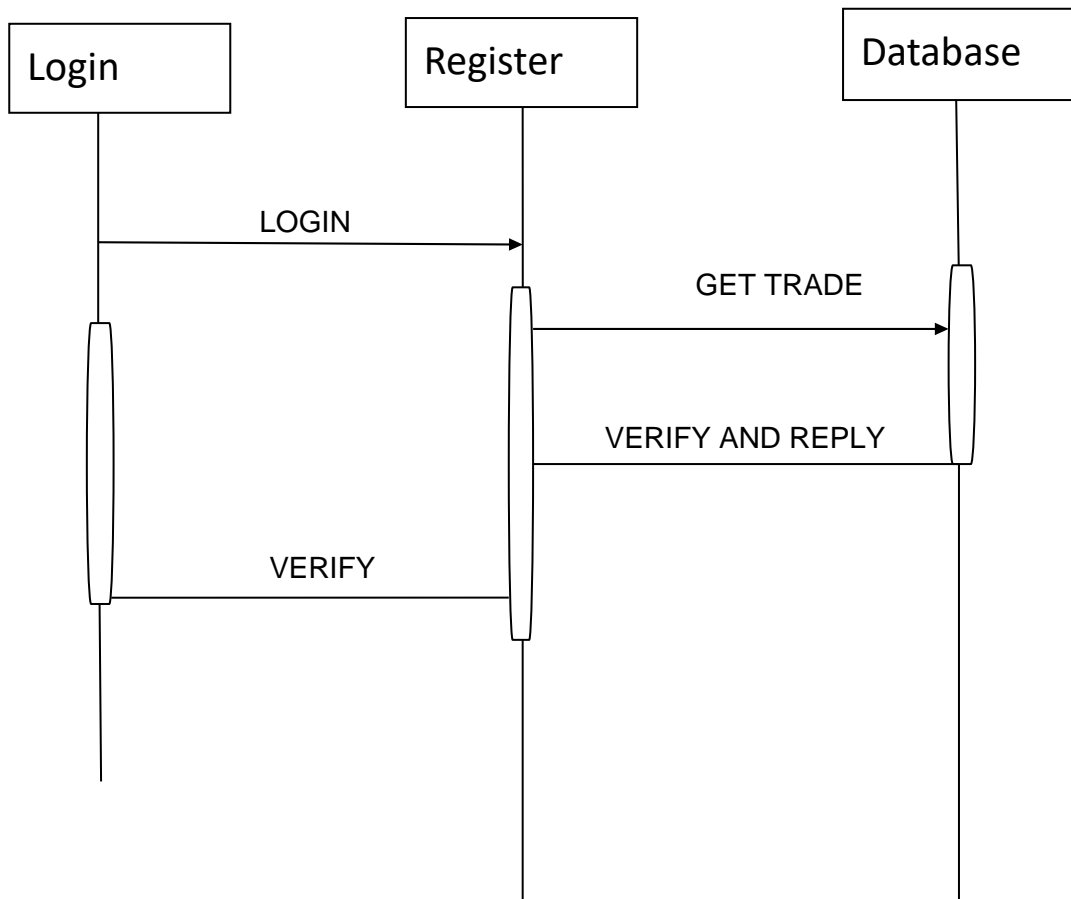 Login
Register
Database
LOGIN
GET TRADE
VERIFY AND REPLY
VERIFY